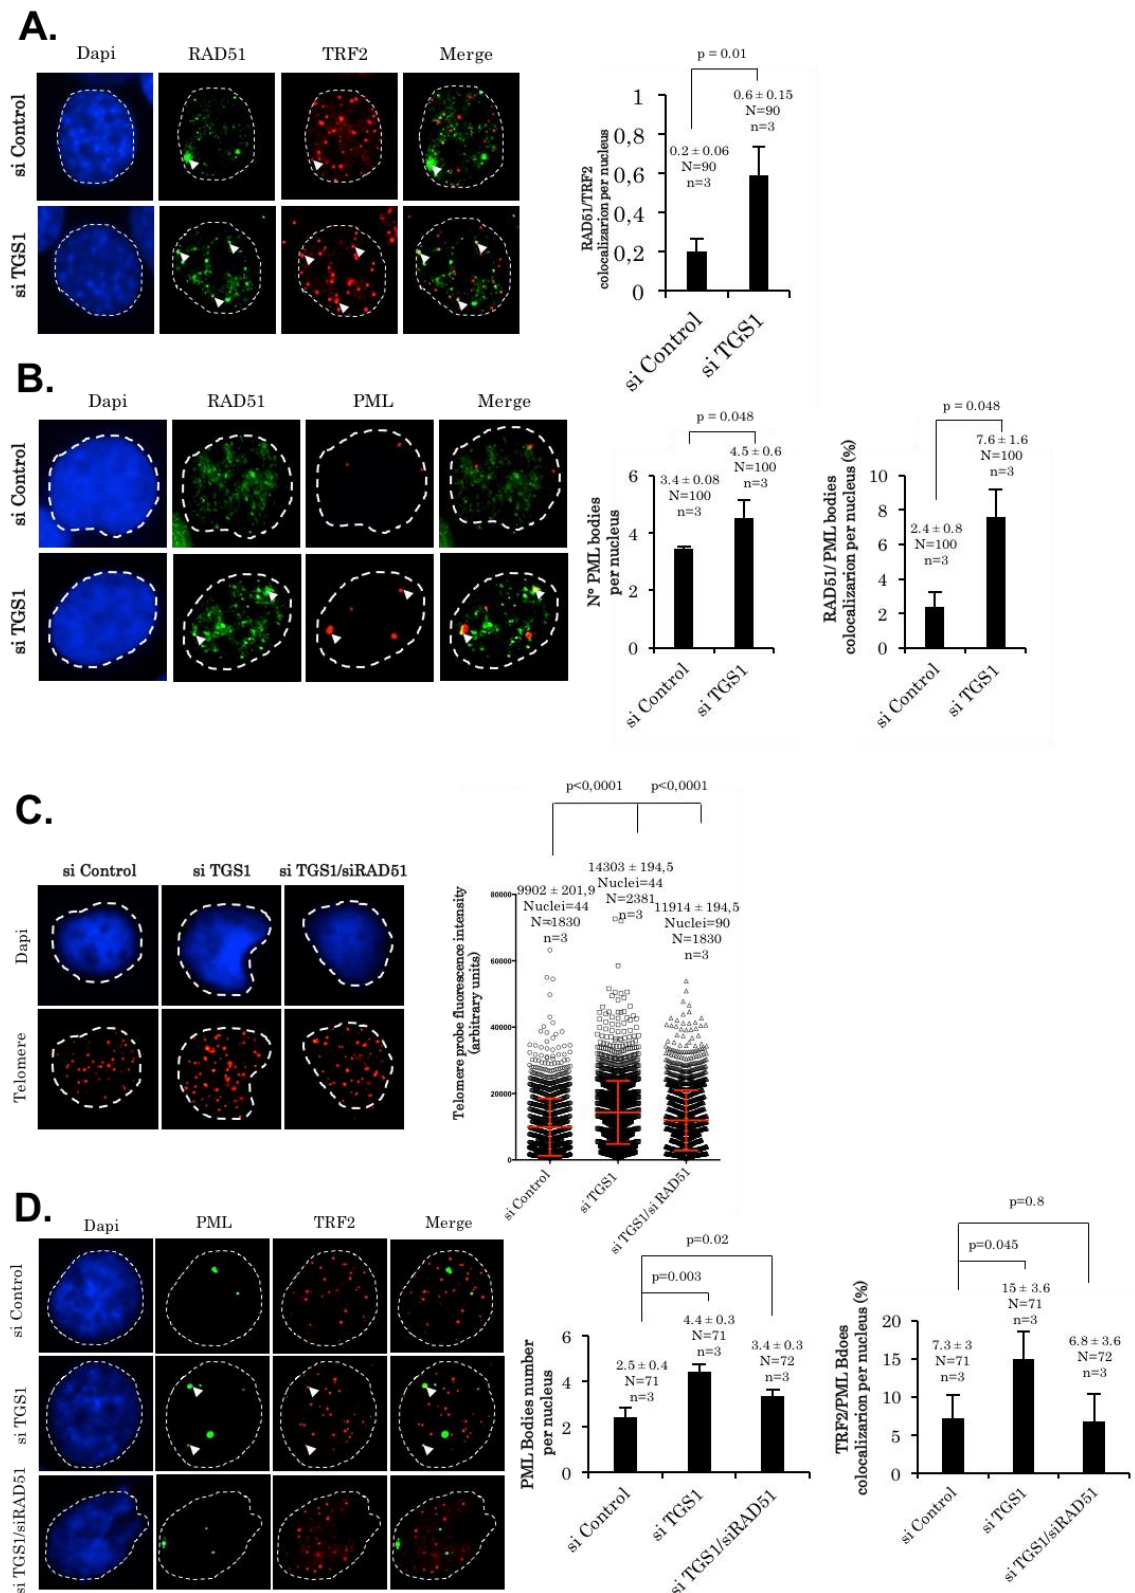 A.
Dapi RAD51 TRF2 Merge
si Control
si TGS1
p = 0.01
0.6 ± 0.15
N=90
n=3
0.2 ± 0.06
N=90
n=3
RAD51/TRF2
colocalizarion per nucleus
1
0,8
0,6
0,4
0,2
0
si Control
si TGS1
B.
Dapi RAD51 PML Merge
si Control
si TGS1
p = 0.048
4.5 ± 0.6
N=100
n=3
3.4 ± 0.08
N=100
n=3
Nº PML bodies
per nucleus
6
4
2
0
si Control
si TGS1
p = 0.048
7.6 ± 1.6
N=100
n=3
2.4 ± 0.8
N=100
n=3
RAD51/ PML bodies
colocalizarion per nucleus (%)
10
8
6
4
2
0
si Control
si TGS1
C.
si Control si TGS1 si TGS1/siRAD51
Dapi
Telomere
p<0,0001 p<0,0001
9902 ± 201,9
Nuclei=44
N=1830
n=3
14303 ± 194,5
Nuclei=44
N=2381
n=3
11914 ± 194,5
Nuclei=90
N=1830
n=3
Telomere probe fluorescence intensity
(arbitrary units)
80000
60000
40000
20000
0
si Control
si TGS1
si TGS1/si RAD51
D.
Dapi PML TRF2 Merge
si Control
si TGS1
si TGS1/siRAD51
p=0.02
p=0.003
2.5 ± 0.4
N=71
n=3
4.4 ± 0.3
N=71
n=3
3.4 ± 0.3
N=72
n=3
PML Bodies number
per nucleus
6
4
2
0
si Control
si TGS1
si TGS1/siRAD51
p=0.8
p=0.045
7.3 ± 3
N=71
n=3
15 ± 3.6
N=71
n=3
6.8 ± 3.6
N=72
n=3
TRF2/PML Bdoes
colocalizarion per nucleus (%)
20
15
10
5
0
si Control
si TGS1
si TGS1/siRAD51